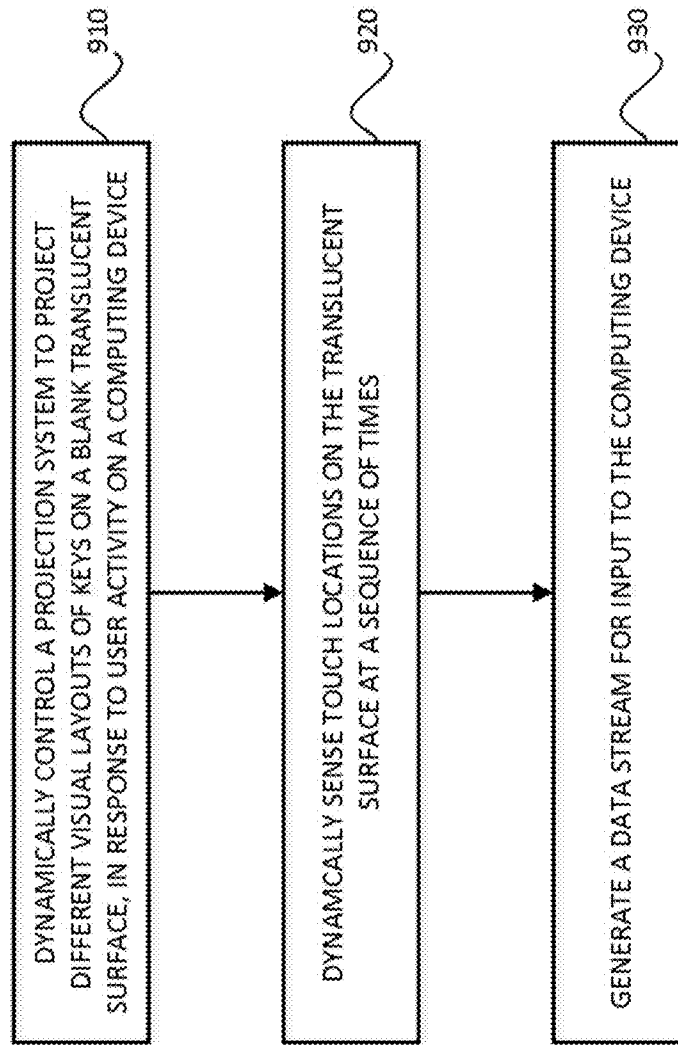 DYNAMICALLY CONTROL A PROJECTION SYSTEM TO PROJECT
DIFFERENT VISUAL LAYOUTS OF KEYS ON A BLANK TRANSLUCENT
SURFACE, IN RESPONSE TO USER ACTIVITY ON A COMPUTING DEVICE
910
DYNAMCALLY SENSE TOUCH LOCATIONS ON THE TRANSLUCENT
SURFACE AT A SEQUENCE OF TIMES
920
GENERATE A DATA STREAM FOR INPUT TO THE COMPUTING DEVICE
930